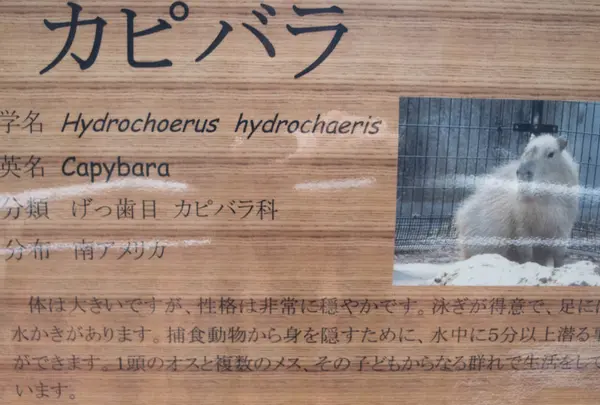 カピバラ
学名 Hydrochoerus hydrochaeris
英名 Capybara
分類 げっ歯目 カピバラ科
分布 南アメリカ
体は大きいですが、性格は非常に穏やかです。泳ぎが得意で、足には
水かきがあります。捕食動物から身を隠すために、水中に5分以上潜る事
ができます。1頭のオスと複数のメス、その子どもからなる群れで生活をして
います。